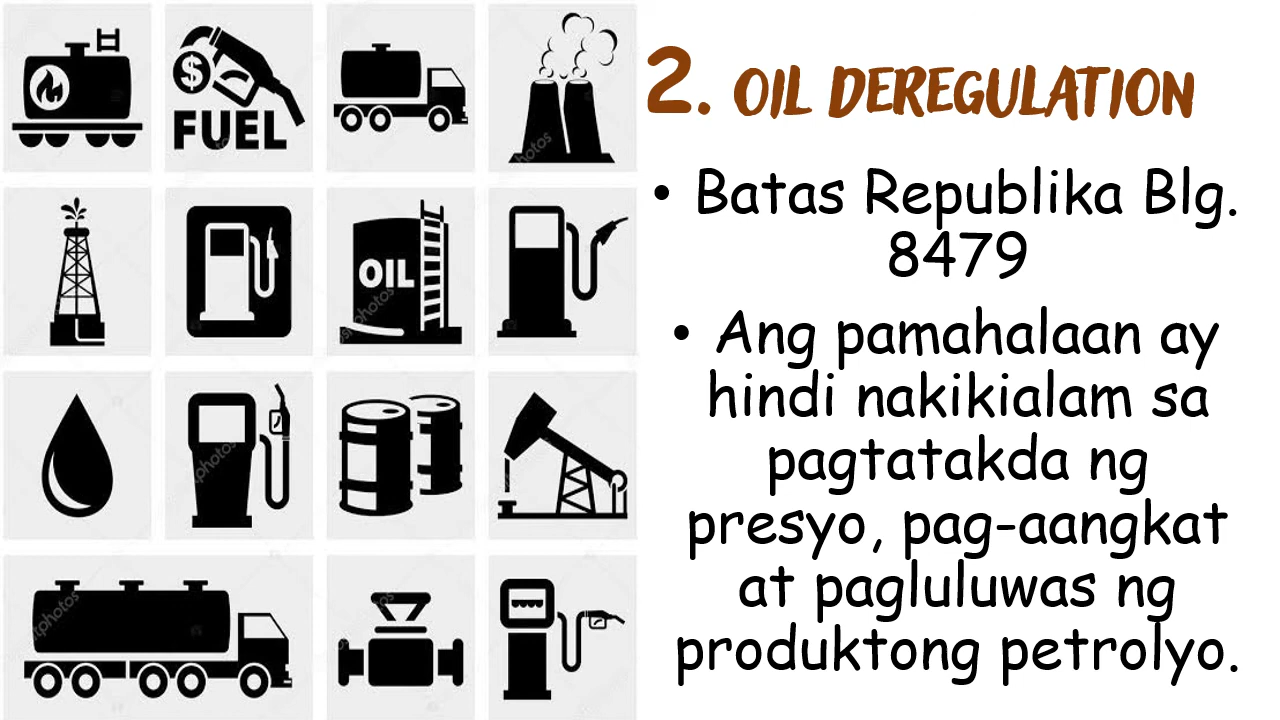 $
FUEL
OIL
2. OIL DEREGULATION
• Batas Republika Blg.
8479
• Ang pamahalaan ay
hindi nakikialam sa
pagtatakda ng
presyo, pag-aangkat
at pagluluwas ng
produktong petrolyo.